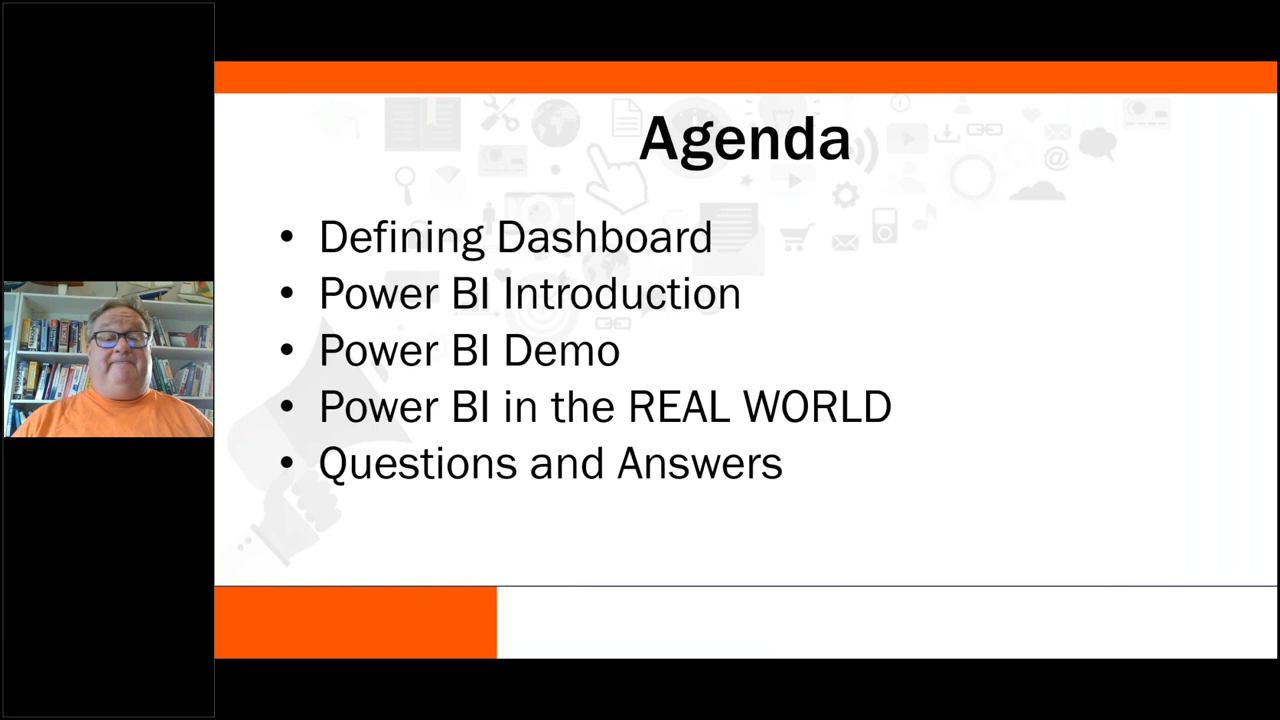 Agenda
• Defining Dashboard
• Power BI Introduction
• Power BI Demo
• Power BI in the REAL WORLD
• Questions and Answers